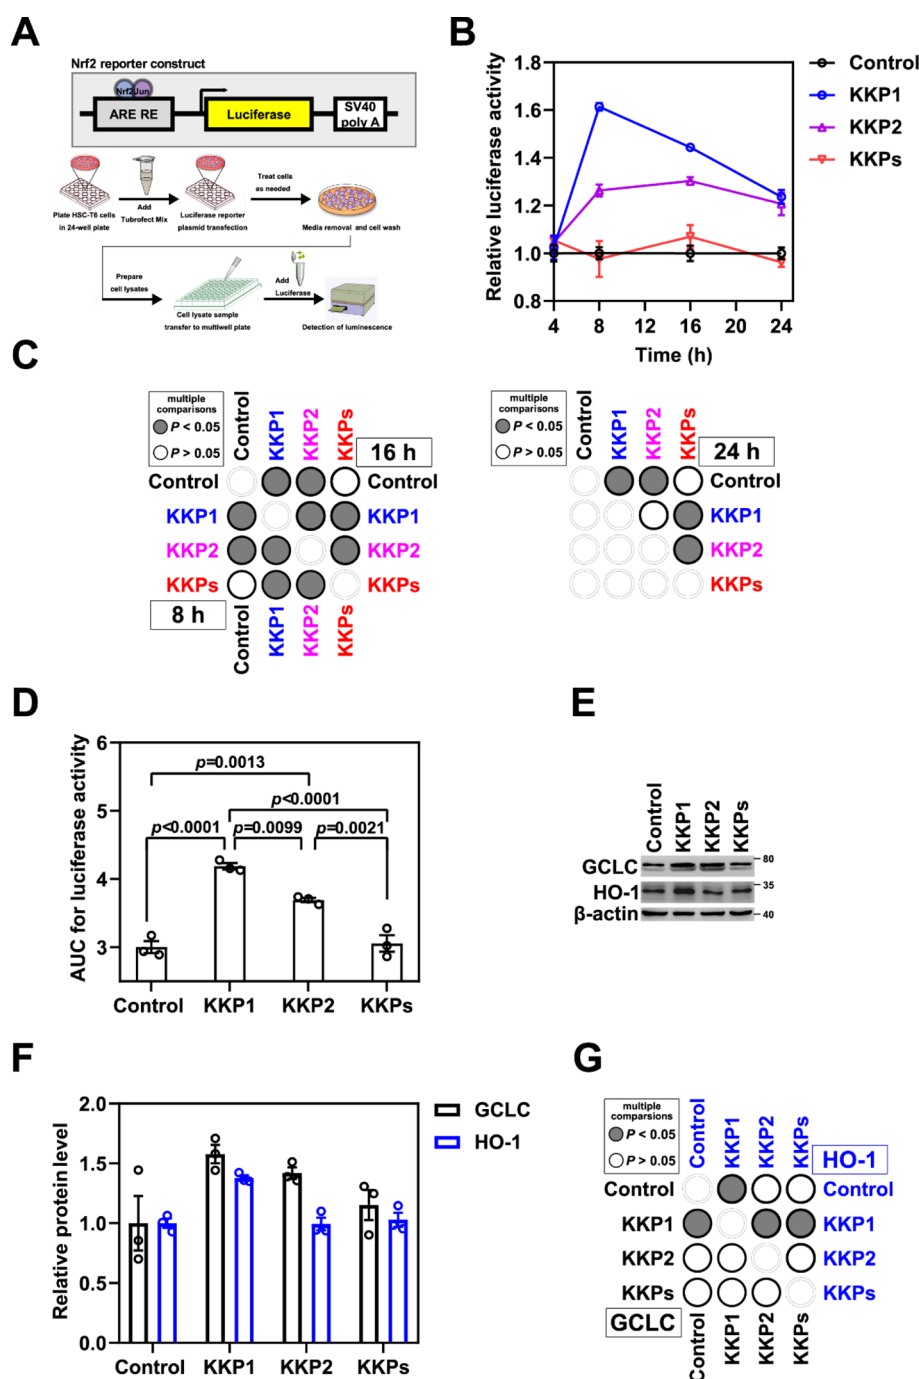 A
Nrf2 reporter construct
Nrf2 Jun
ARE RE
Luciferase
SV40
poly A
Plate HSC-T6 cells
in 24-well plate
Add
Tubrofect Mix
Luciferase reporter
plasmid transfection
Treat cells
as needed
Media removal and cell wash
Prepare
cell lysates
Cell lysate sample
transfer to multiwell plate
Add
Luciferase
Detection of luminescence
B
Relative luciferase activity
1.8
1.6
1.4
1.2
1.0
0.8
4 8 12 16 20 24
Time (h)
Control
KKP1
KKP2
KKPs
C
multiple
comparisons
P < 0.05
P > 0.05
Control KKP1 KKP2 KKPs
16 h
Control Control
KKP1 KKP1
KKP2 KKP2
KKPs KKPs
8 h
Control KKP1 KKP2 KKPs
multiple
comparisons
P < 0.05
P > 0.05
Control KKP1 KKP2 KKPs
24 h
Control
KKP1
KKP2
KKPs
D
AUC for luciferase activity
6
5
4
3
p=0.0013
p<0.0001
p<0.0001 p=0.0099 p=0.0021
Control KKP1 KKP2 KKPs
E
Control KKP1 KKP2 KKPs
GCLC 80
HO-1 35
β-actin 40
F
Relative protein level
2.0
1.5
1.0
0.5
0.0
Control KKP1 KKP2 KKPs
GCLC
HO-1
G
multiple
comparsions
P < 0.05
P > 0.05
Control KKP1 KKP2 KKPs
HO-1
Control Control
KKP1 KKP1
KKP2 KKP2
KKPs KKPs
GCLC
Control KKP1 KKP2 KKPs